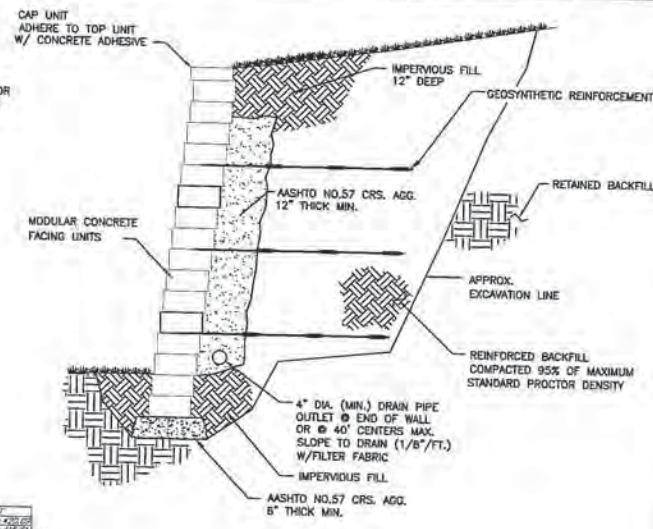 CAP UNIT
ADHERE TO TOP UNIT
W/ CONCRETE ADHESIVE
OR
IMPERVIOUS FILL
12" DEEP
GEOSYNTHETIC REINFORCEMENT
AASHTO NO.57 CRS. AGG.
12" THICK MIN.
RETAINED BACKFILL
MODULAR CONCRETE
FACING UNITS
APPROX.
EXCAVATION LINE
REINFORCED BACKFILL
COMPACTED 95% OF MAXIMUM
STANDARD PROCTOR DENSITY
4" DIA. (MIN.) DRAIN PIPE
OUTLET @ END OF WALL
OR @ 40' CENTERS MAX.
SLOPE TO DRAIN (1/8"/FT.)
W/FILTER FABRIC
IMPERVIOUS FILL
AASHTO NO.57 CRS. AGG.
6" THICK MIN.